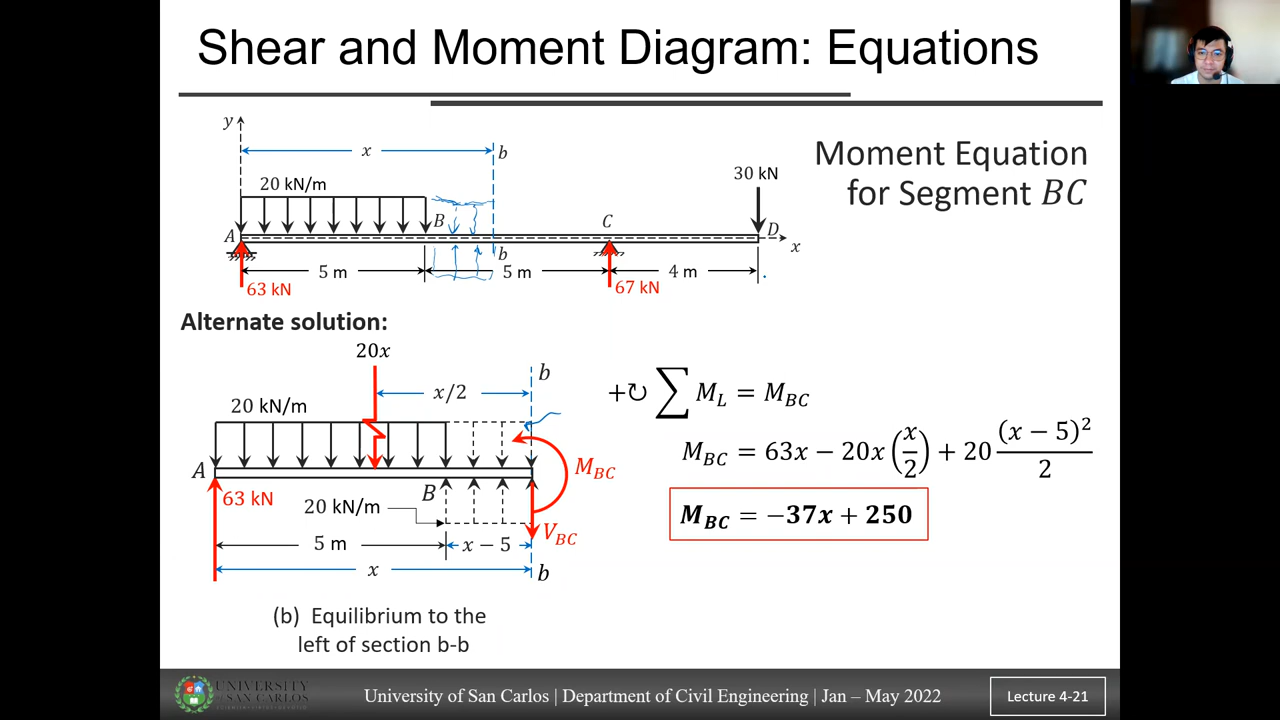 Shear and Moment Diagram: Equations
y
x
b
20 kN/m
30 kN
Moment Equation
for Segment BC
A
B
C
D
x
b
5 m
5 m
4 m
63 kN
67 kN
Alternate solution:
20x
b
x/2
20 kN/m
A
M_BC
63 kN
B
20 kN/m
V_BC
5 m
x − 5
x
b
(b) Equilibrium to the
left of section b-b
+↻ ∑ M_L = M_BC
M_BC = 63x − 20x (x/2) + 20 (x − 5)²/2
M_BC = −37x + 250
UNIVERSITY
of SAN CARLOS
University of San Carlos | Department of Civil Engineering | Jan – May 2022
Lecture 4-21